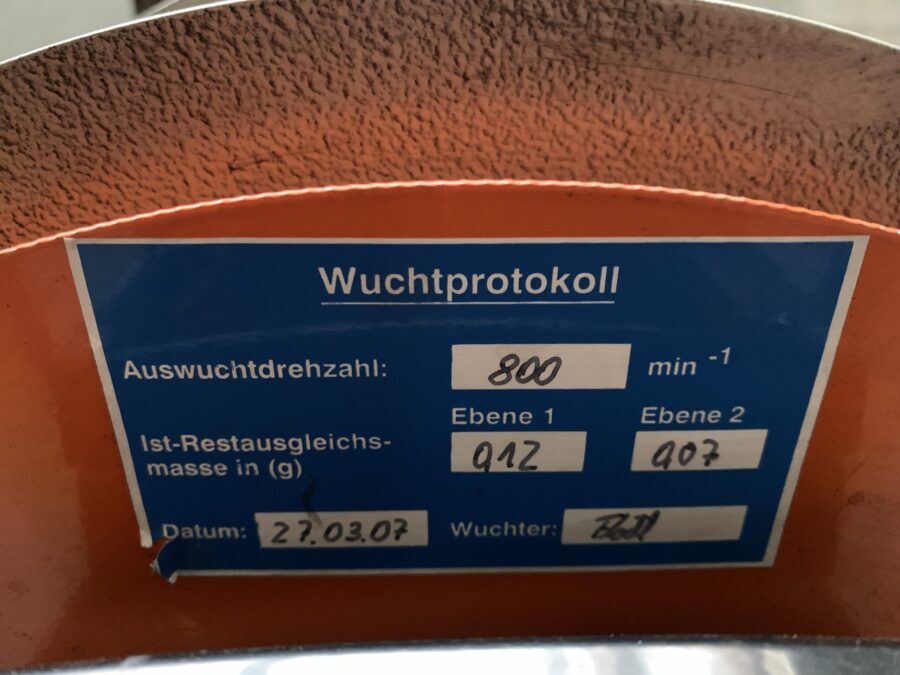 Wuchtprotokoll
Auswuchtdrehzahl: 800 min -1
Ebene 1 Ebene 2
Ist-Restausgleichs-
masse in (g) 0,12 0,07
Datum: 27.03.07 Wuchter: